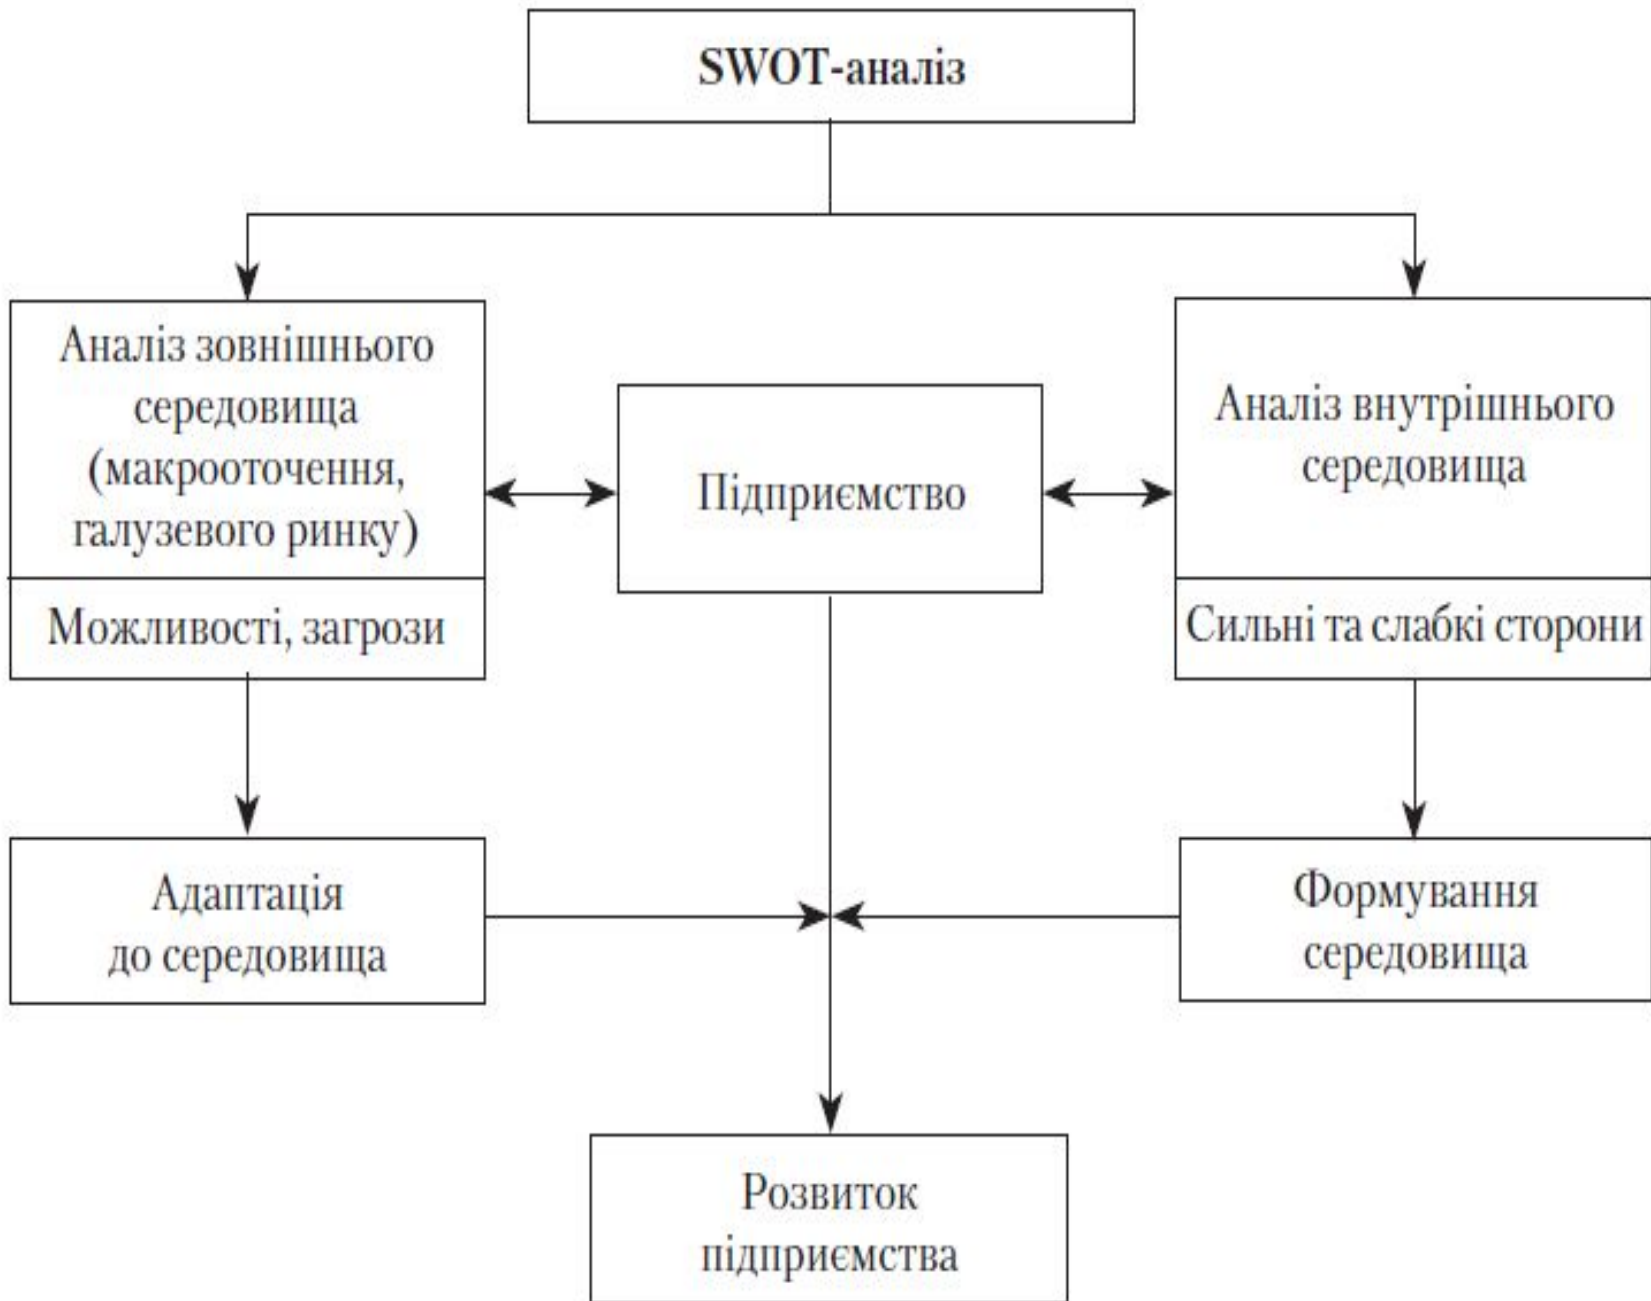 SWOT-аналіз
Аналіз зовнішнього
середовища
(макрооточення,
галузевого ринку)
Можливості, загрози
Підприємство
Аналіз внутрішнього
середовища
Сильні та слабкі сторони
Адаптація
до середовища
Формування
середовища
Розвиток
підприємства